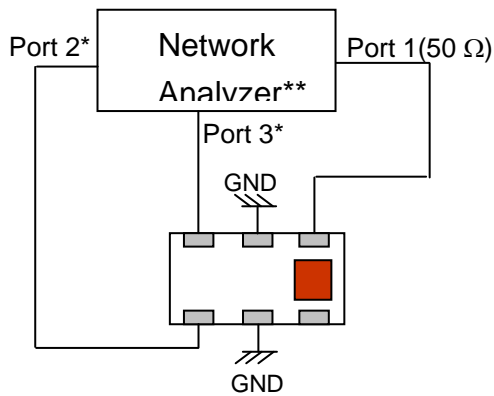 Port 2*
Network
Analyzer**
Port 1(50 Ω)
Port 3*
GND
GND